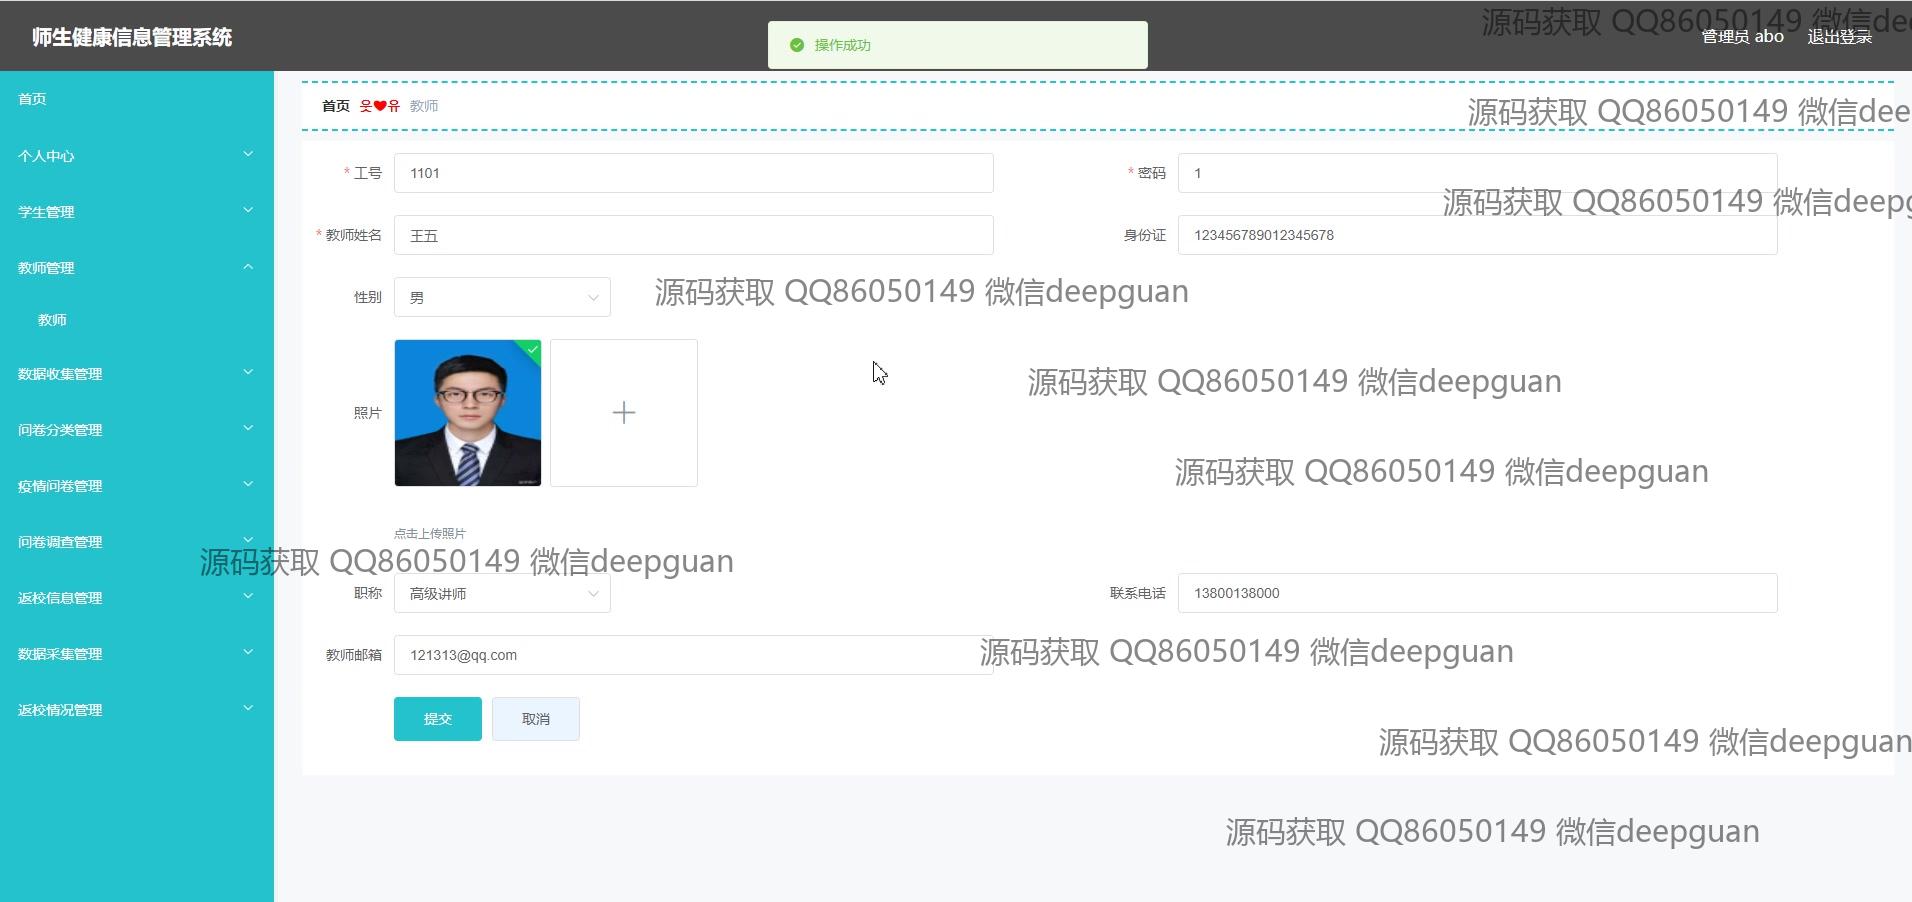 师生健康信息管理系统
操作成功
源码获取 QQ86050149 微信dee
管理员 abo 退出登录
首页
首页 웃❤유 教师
源码获取 QQ86050149 微信dee
个人中心
* 工号 1101
* 密码 1
源码获取 QQ86050149 微信deepg
学生管理
* 教师姓名 王五
身份证 123456789012345678
教师管理
性别 男
源码获取 QQ86050149 微信deepguan
教师
数据收集管理
源码获取 QQ86050149 微信deepguan
照片
问卷分类管理
源码获取 QQ86050149 微信deepguan
疫情问卷管理
点击上传照片
问卷调查管理
源码获取 QQ86050149 微信deepguan
返校信息管理
职称 高级讲师
联系电话 13800138000
数据采集管理
教师邮箱 121313@qq.com
源码获取 QQ86050149 微信deepguan
返校情况管理
提交 取消
源码获取 QQ86050149 微信deepguan
源码获取 QQ86050149 微信deepguan